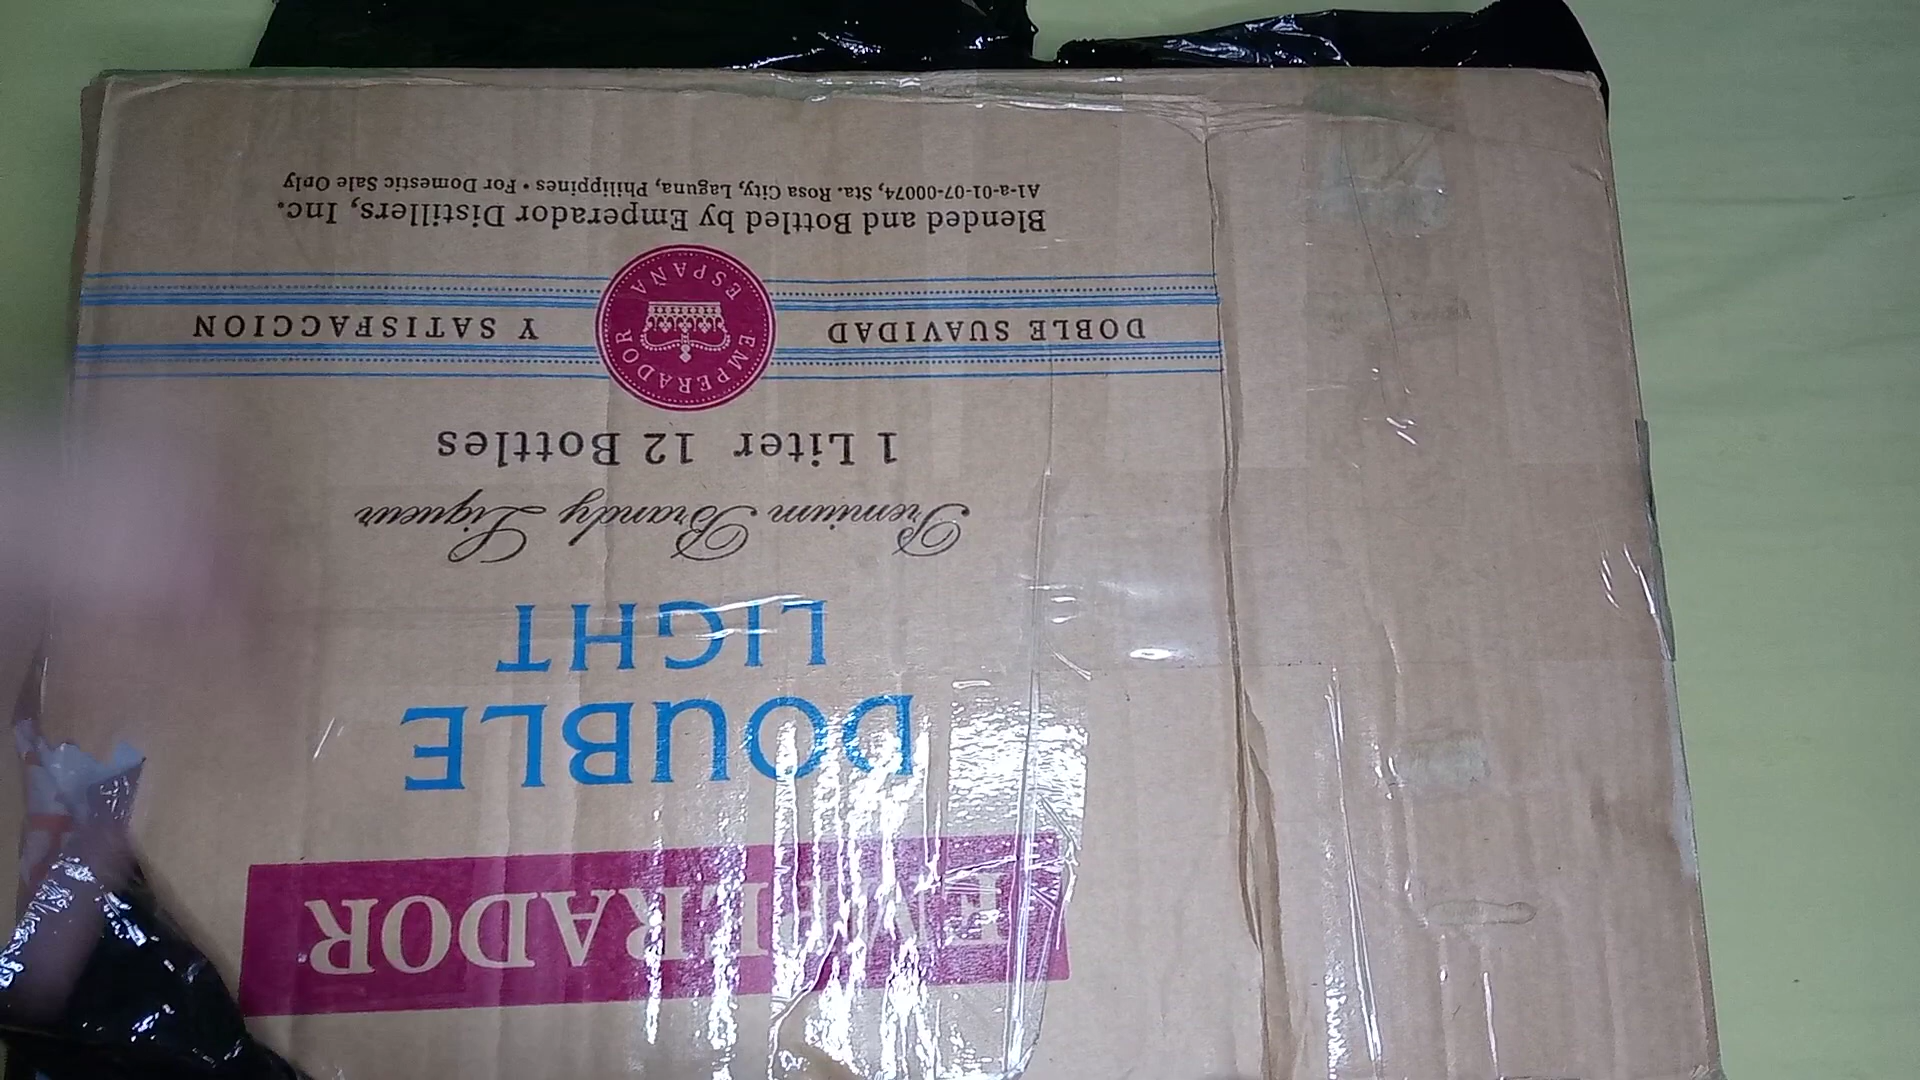 EMPERADOR
DOUBLE
LIGHT
Premium Brandy Liqueur
1 Liter 12 Bottles
DOBLE SUAVIDAD
EMPERADOR
ESPAÑA
Y SATISFACCION
Blended and Bottled by Emperador Distillers, Inc.
A1-a-01-07-00074, Sta. Rosa City, Laguna, Philippines • For Domestic Sale Only